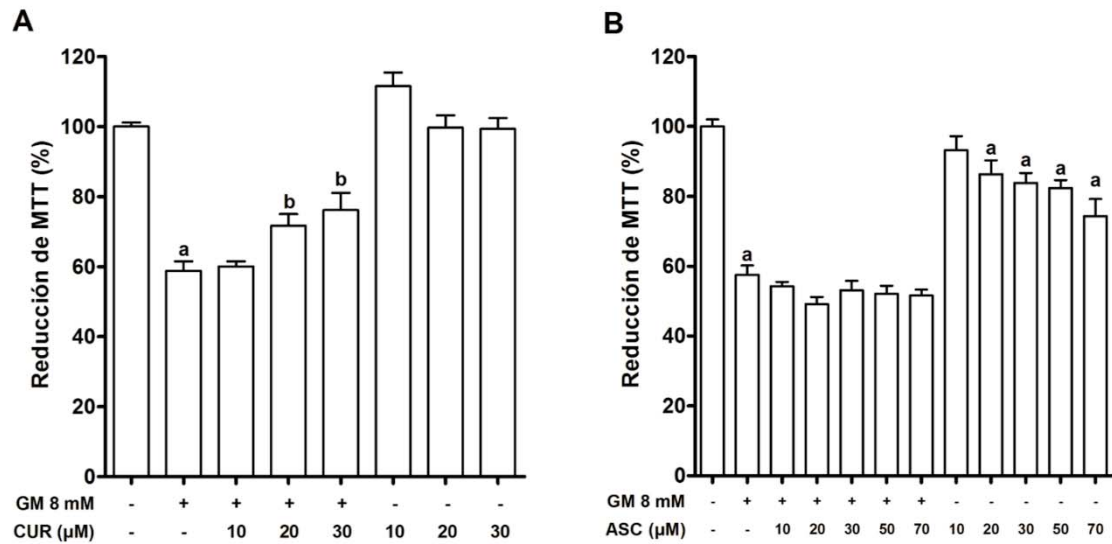 A
Reducción de MTT (%)
120
100
80
60
40
20
0
a
b
b
GM 8 mM - + + + + - - -
CUR (µM) - - 10 20 30 10 20 30
B
Reducción de MTT (%)
120
100
80
60
40
20
0
a
a
a
a
a
GM 8 mM - + + + + + + - - - - -
ASC (µM) - - 10 20 30 50 70 10 20 30 50 70